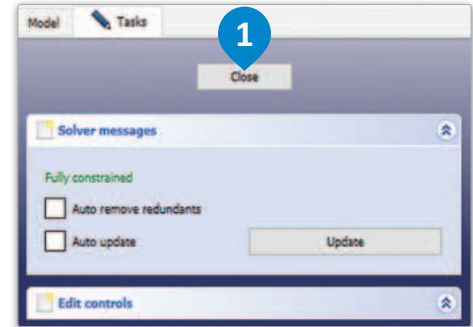 Model Tasks
1
Close
Solver messages
Fully constrained
Auto remove redundants
Auto update Update
Edit controls